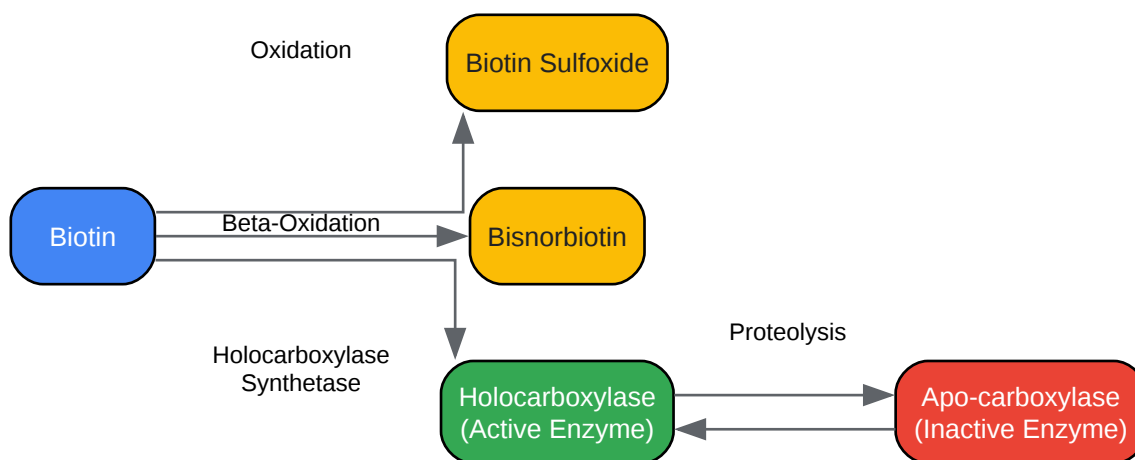 Oxidation
Biotin Sulfoxide
Biotin
Beta-Oxidation
Bisnorbiotin
Holocarboxylase
Synthetase
Proteolysis
Holocarboxylase
(Active Enzyme)
Apo-carboxylase
(Inactive Enzyme)